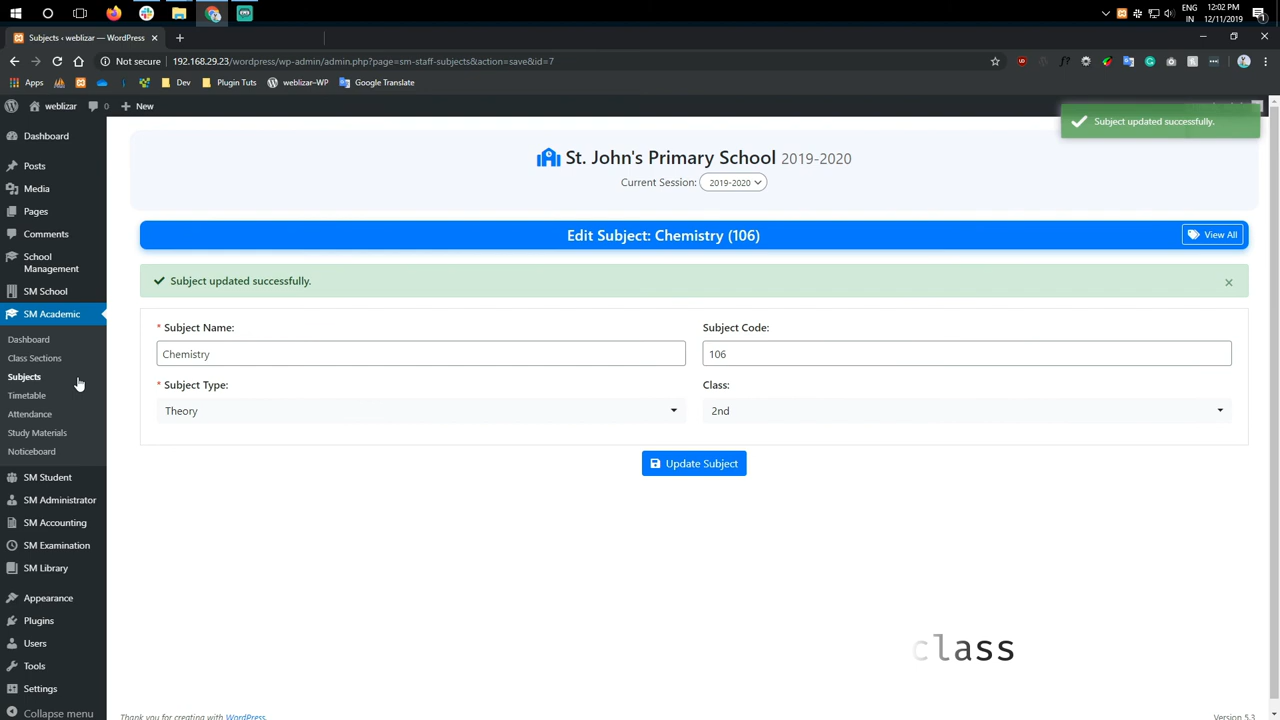 ENG
12:02 PM
IN
12/11/2019
Subjects ‹ weblizar — WordPress
Not secure
192.168.29.23/wordpress/wp-admin/admin.php?page=sm-staff-subjects&action=save&id=7
Apps
Dev
Plugin Tuts
weblizar-WP
Google Translate
weblizar
0
New
Subject updated successfully.
Dashboard
Posts
Media
Pages
Comments
School Management
SM School
SM Academic
Dashboard
Class Sections
Subjects
Timetable
Attendance
Study Materials
Noticeboard
SM Student
SM Administrator
SM Accounting
SM Examination
SM Library
Appearance
Plugins
Users
Tools
Settings
Collapse menu
St. John's Primary School 2019-2020
Current Session: 2019-2020
Edit Subject: Chemistry (106)
View All
Subject updated successfully.
×
* Subject Name:
Subject Code:
Chemistry
106
* Subject Type:
Class:
Theory
2nd
Update Subject
class
Thank you for creating with WordPress.
Version 5.3